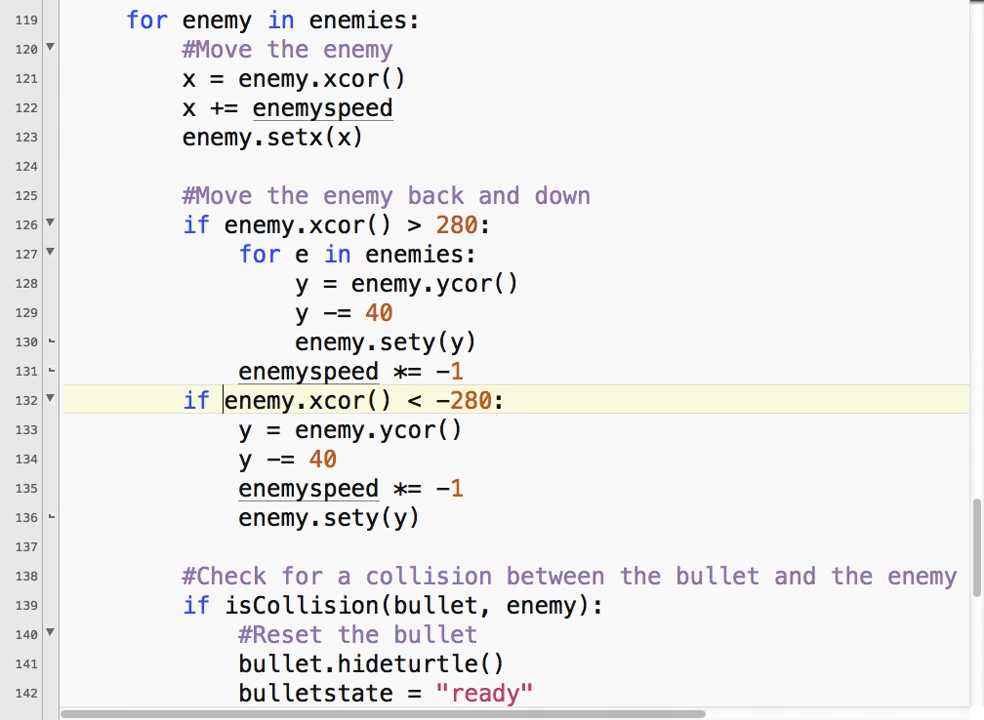 119 for enemy in enemies:
120 #Move the enemy
121 x = enemy.xcor()
122 x += enemyspeed
123 enemy.setx(x)
124
125 #Move the enemy back and down
126 if enemy.xcor() > 280:
127 for e in enemies:
128 y = enemy.ycor()
129 y -= 40
130 enemy.sety(y)
131 enemyspeed *= -1
132 if enemy.xcor() < -280:
133 y = enemy.ycor()
134 y -= 40
135 enemyspeed *= -1
136 enemy.sety(y)
137
138 #Check for a collision between the bullet and the enemy
139 if isCollision(bullet, enemy):
140 #Reset the bullet
141 bullet.hideturtle()
142 bulletstate = "ready"